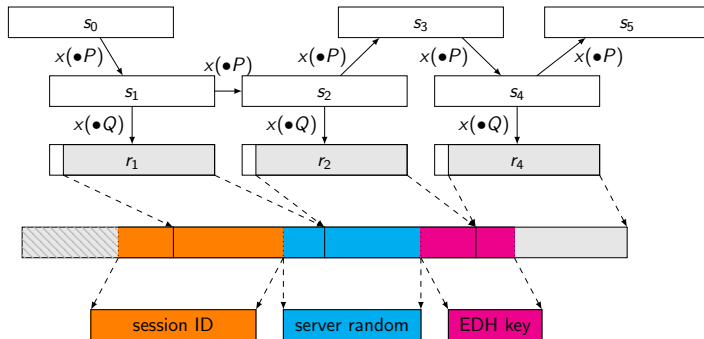 s0 s3 s5
x(●P) x(●P) x(●P) x(●P) x(●P)
s1 s2 s4
x(●Q) x(●Q) x(●Q)
r1 r2 r4
session ID server random EDH key